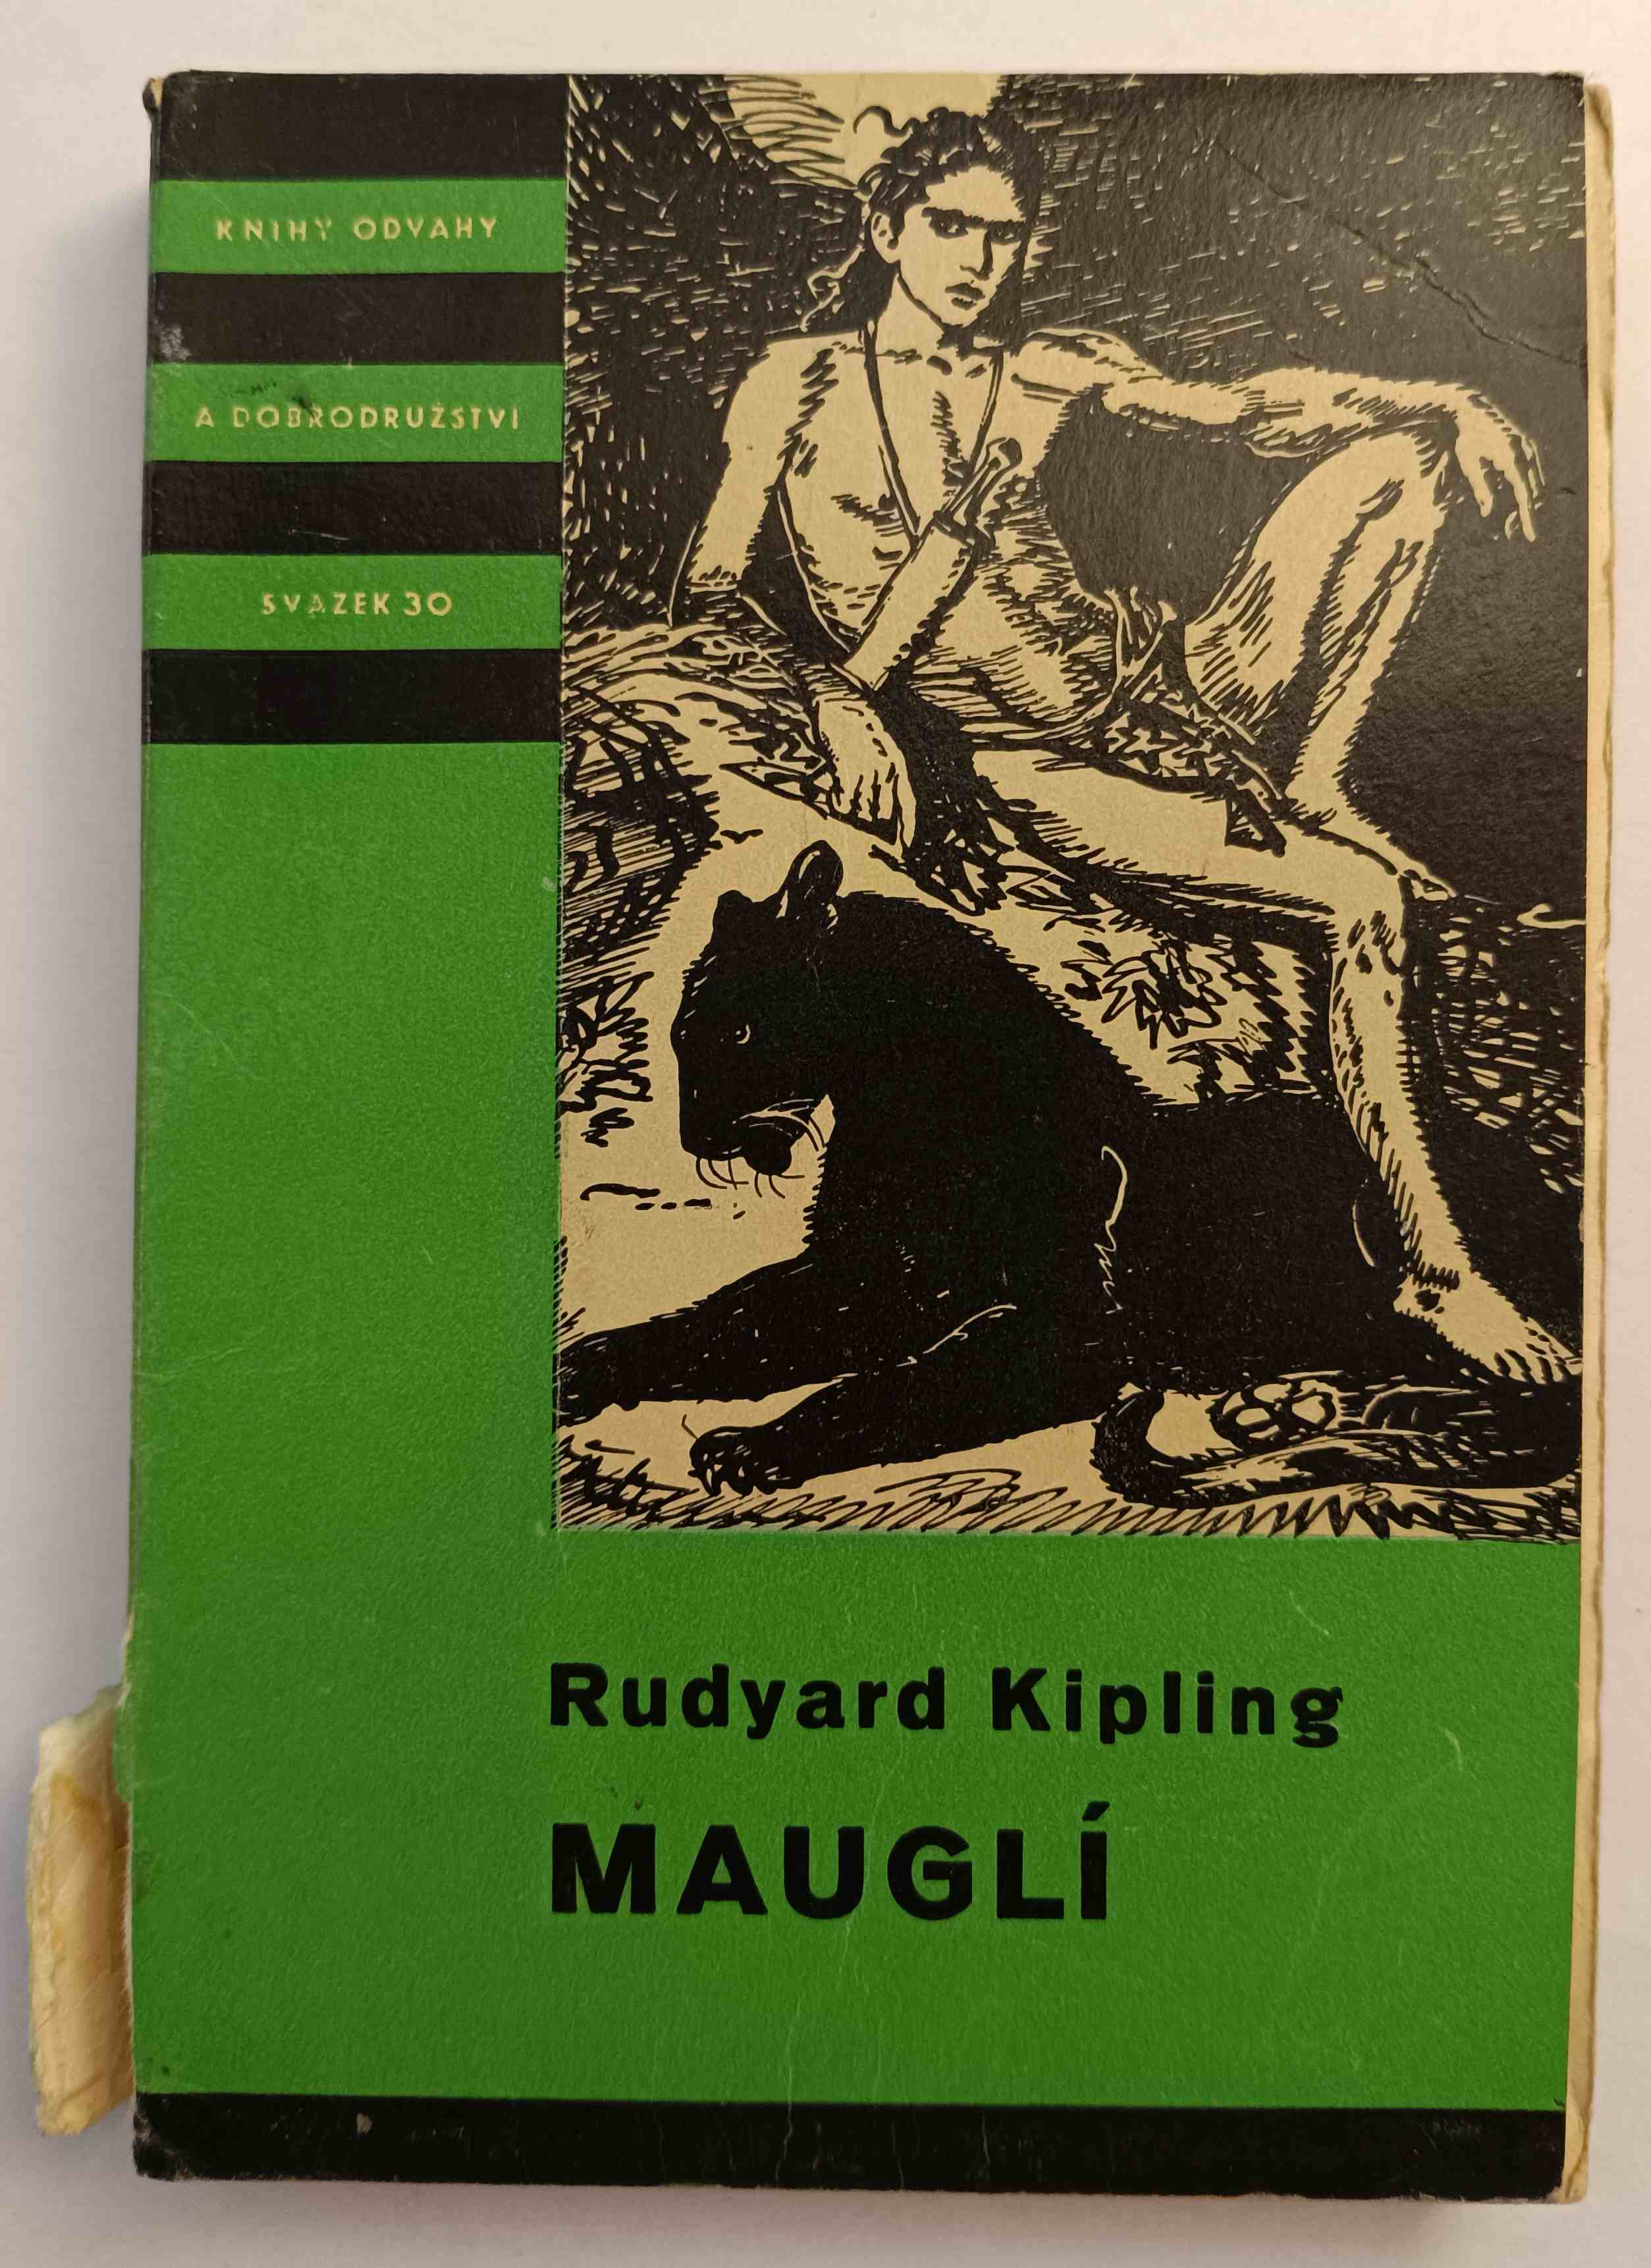 KNIHY ODVAHY
A DOBRODRUŽSTVÍ
SVAZEK 30
Rudyard Kipling
MAUGLÍ